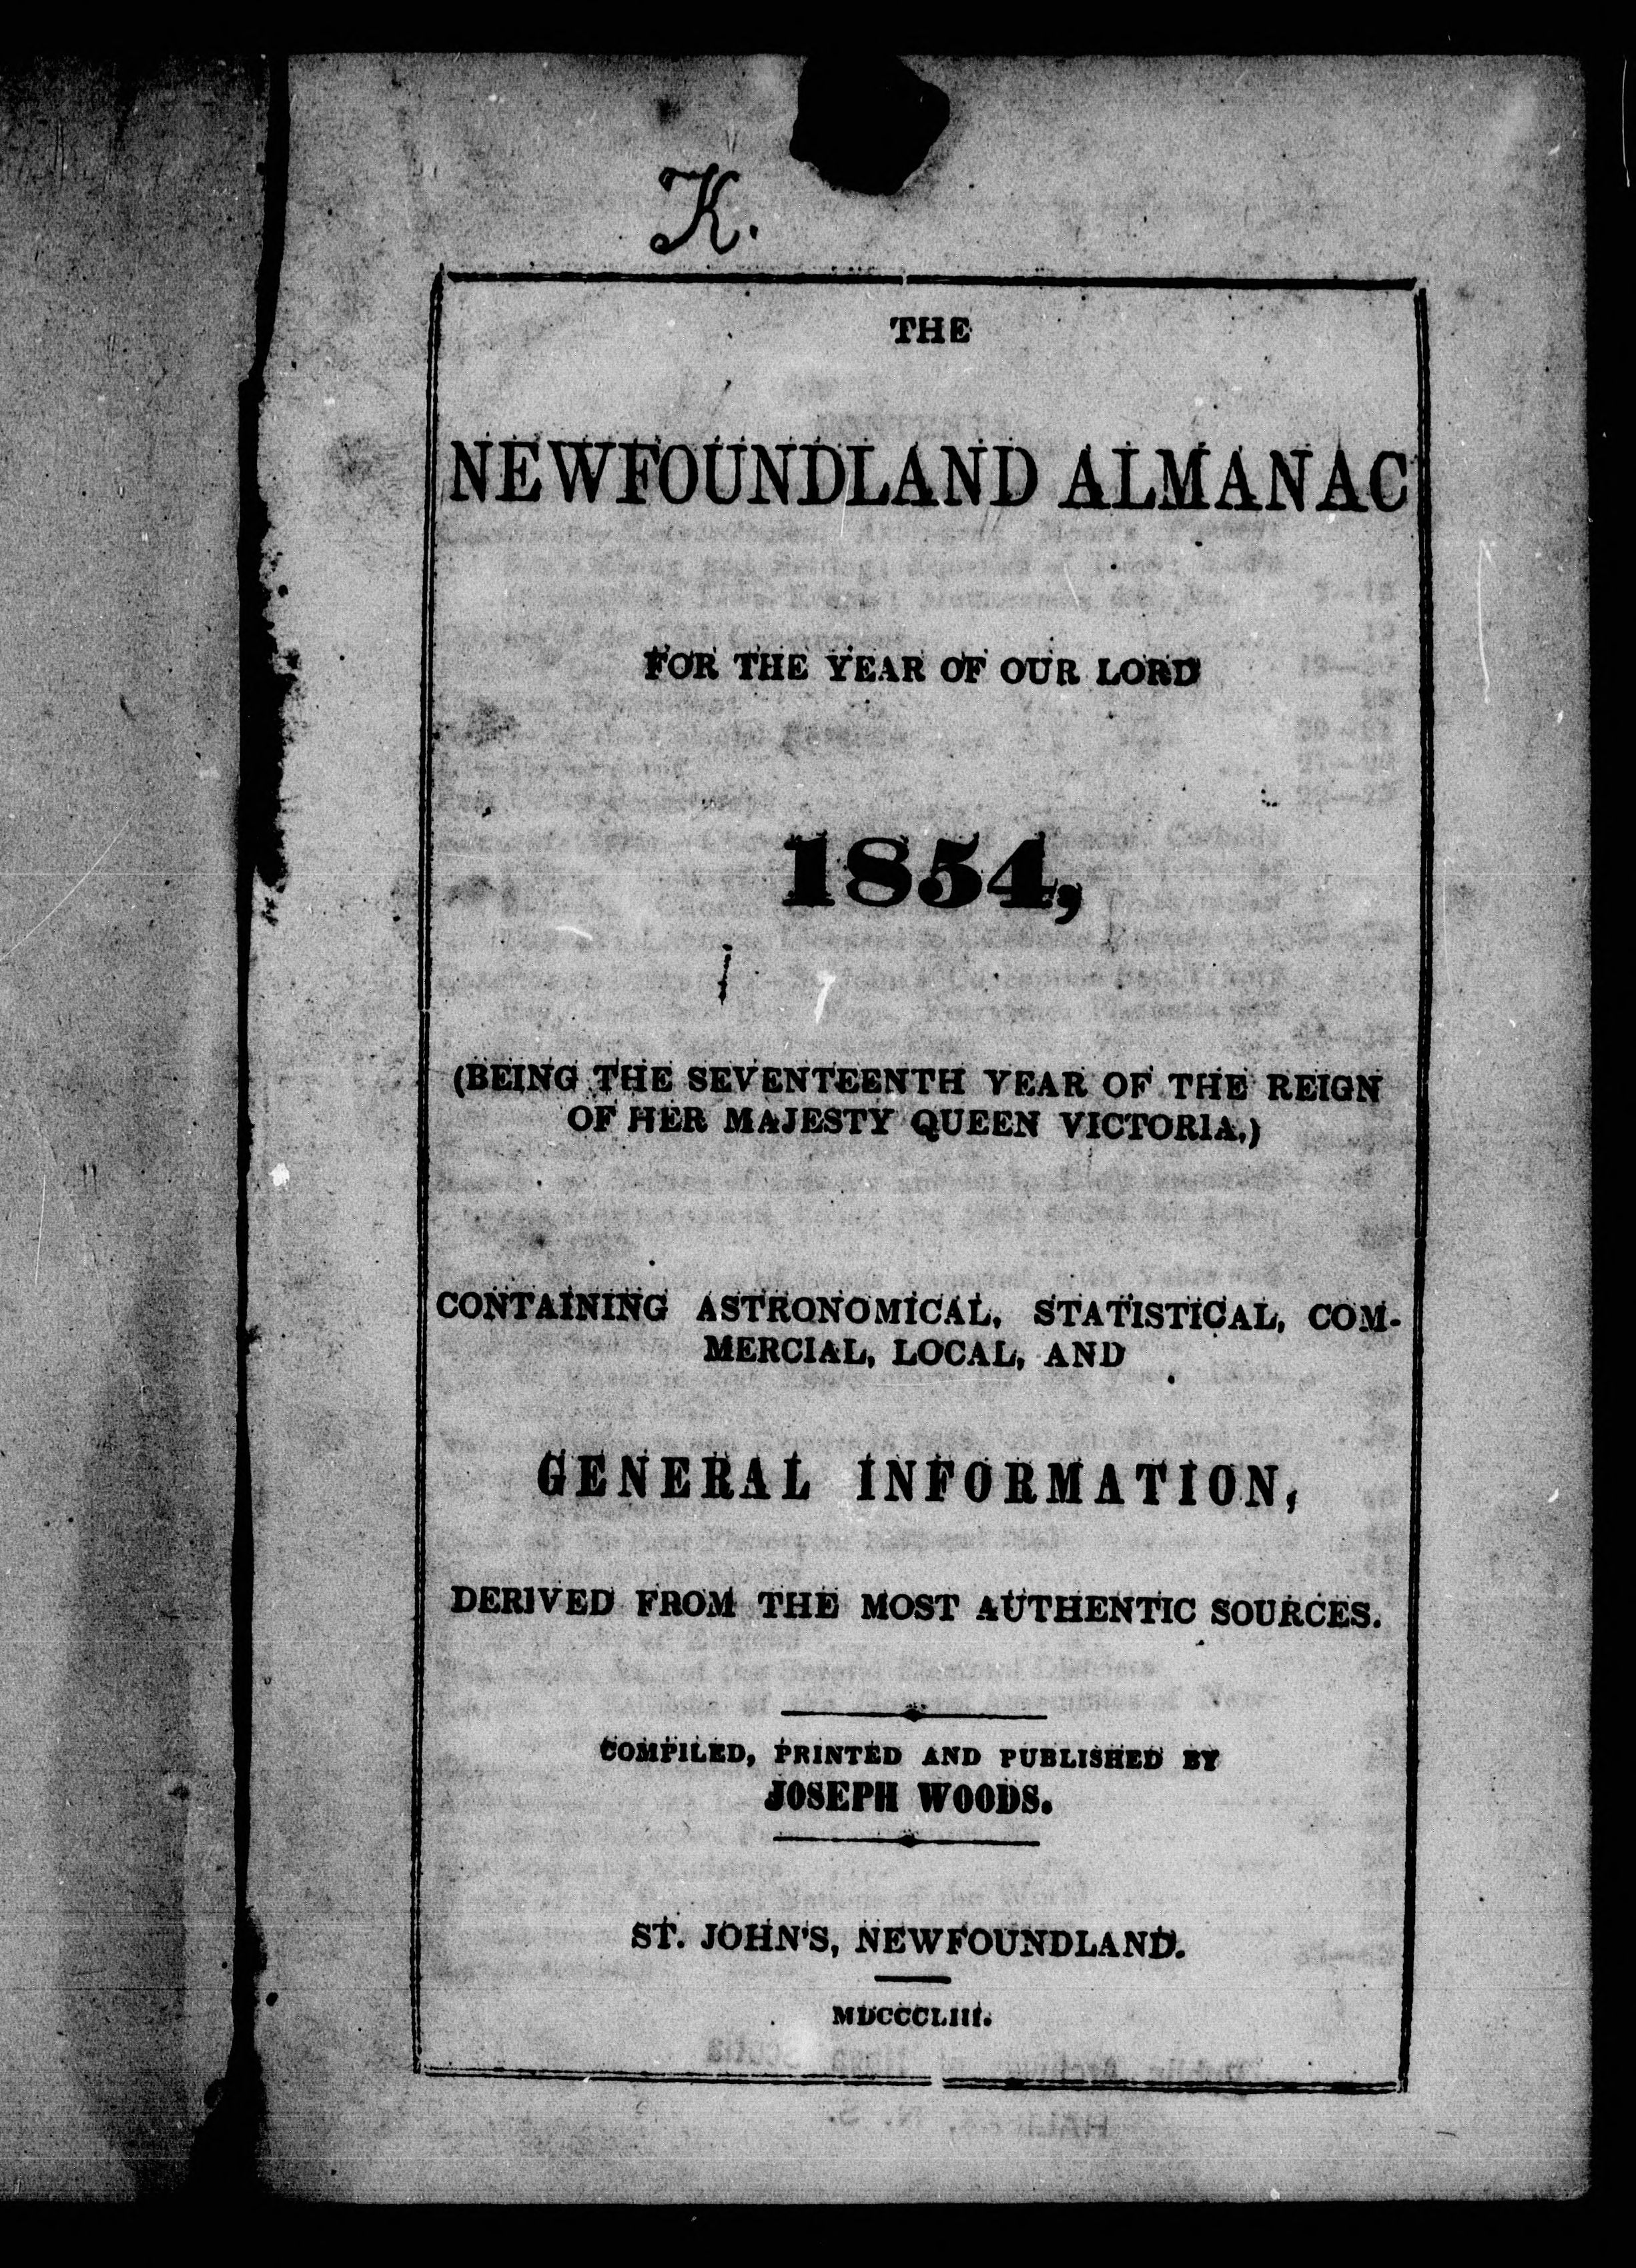 K.
THE
NEWFOUNDLAND ALMANAC
FOR THE YEAR OF OUR LORD
1854,
(BEING THE SEVENTEENTH YEAR OF THE REIGN
OF HER MAJESTY QUEEN VICTORIA,)
CONTAINING ASTRONOMICAL, STATISTICAL, COM-
MERCIAL, LOCAL, AND
GENERAL INFORMATION,
DERIVED FROM THE MOST AUTHENTIC SOURCES.
COMPILED, PRINTED AND PUBLISHED BY
JOSEPH WOODS.
ST. JOHN'S, NEWFOUNDLAND.
MDCCCLIII.